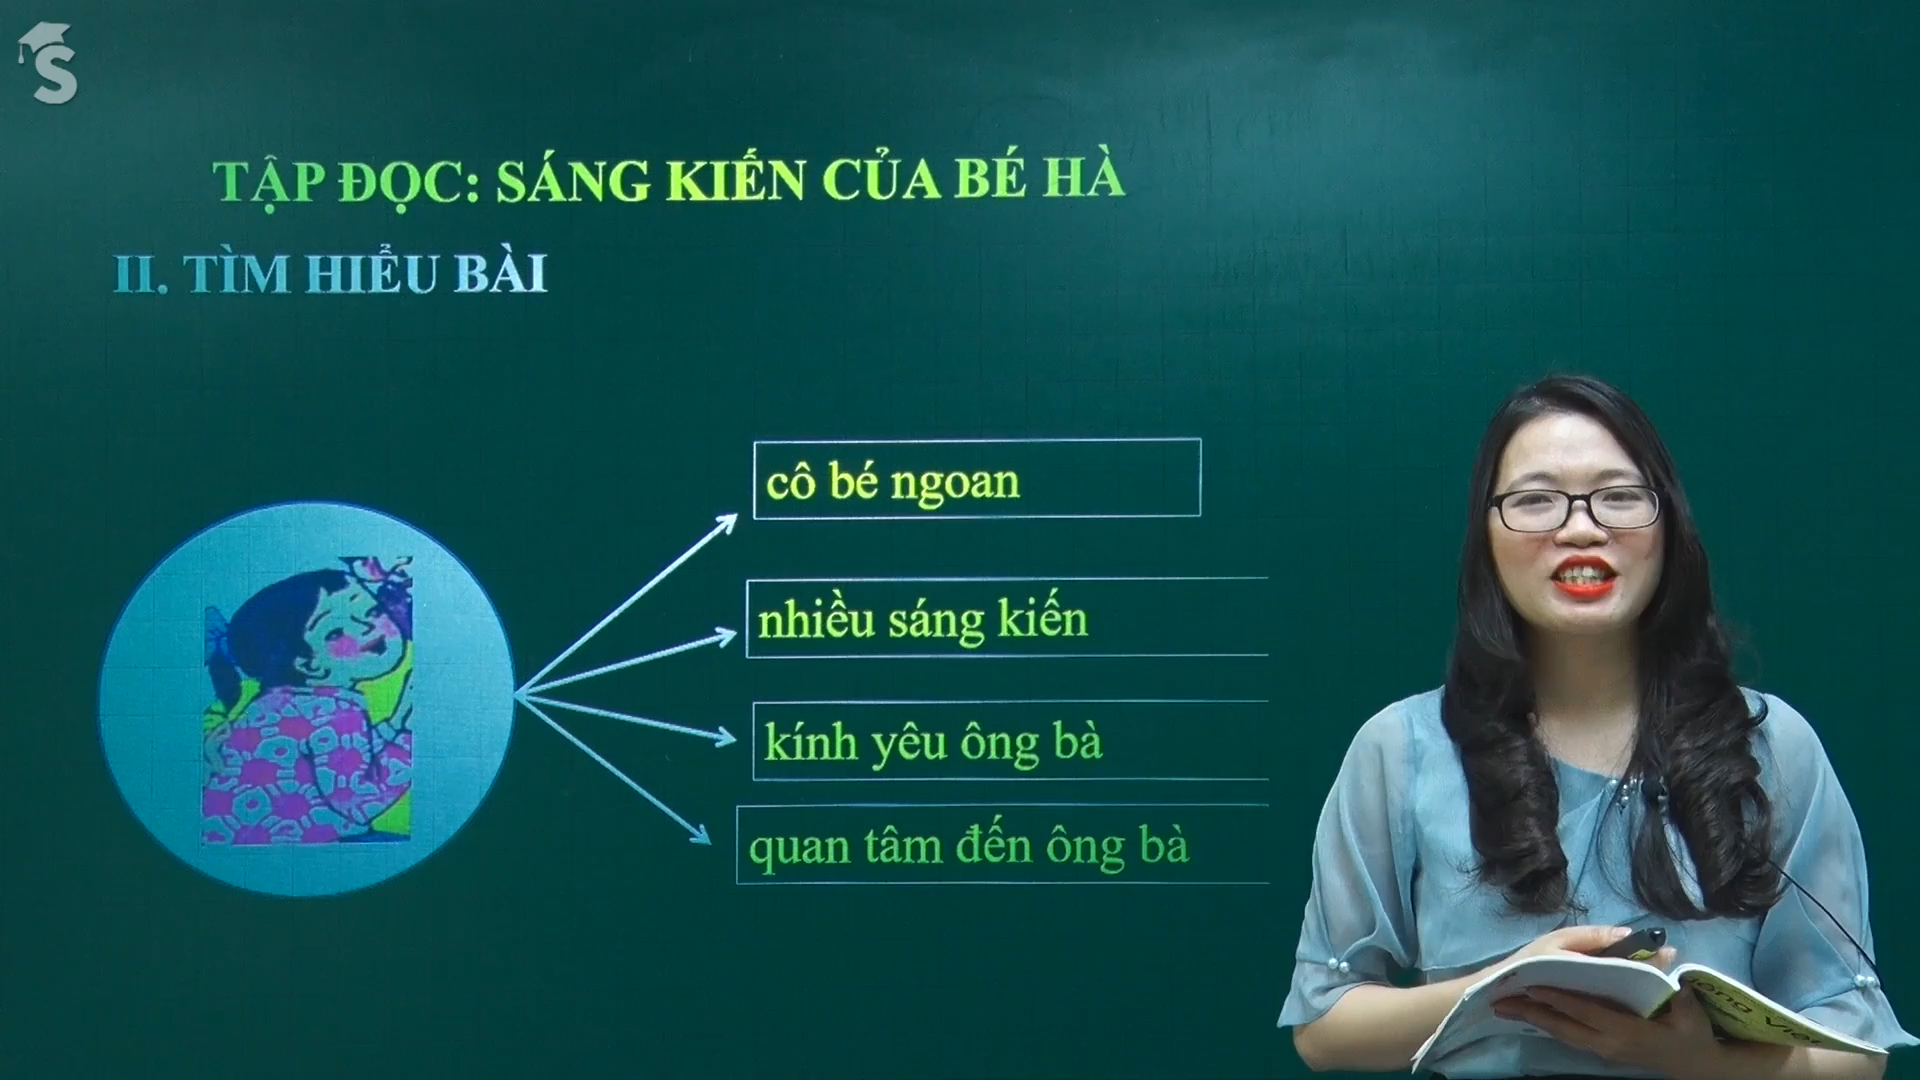 S
TẬP ĐỌC: SÁNG KIẾN CỦA BÉ HÀ
II. TÌM HIỂU BÀI
cô bé ngoan
nhiều sáng kiến
kính yêu ông bà
quan tâm đến ông bà